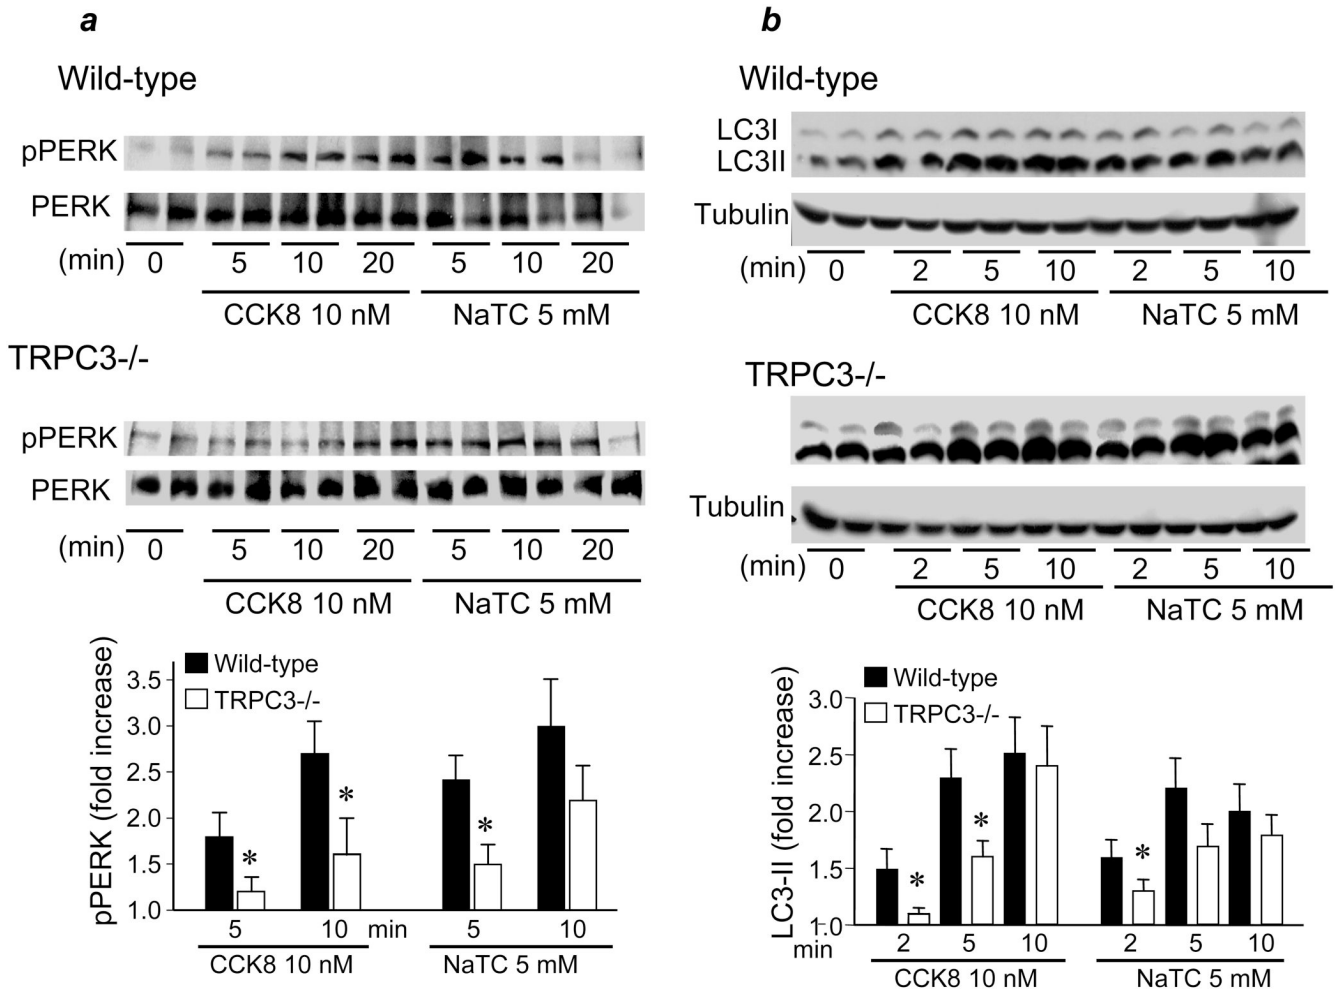 a
Wild-type
pPERK
PERK
(min) 0 5 10 20 5 10 20
CCK8 10 nM NaTC 5 mM
TRPC3-/-
pPERK
PERK
(min) 0 5 10 20 5 10 20
CCK8 10 nM NaTC 5 mM
pPERK (fold increase)
Wild-type
TRPC3-/-
3.5
3.0
2.5
2.0
1.5
1.0
* * *
5 10 min 5 10
CCK8 10 nM NaTC 5 mM
b
Wild-type
LC3I
LC3II
Tubulin
(min) 0 2 5 10 2 5 10
CCK8 10 nM NaTC 5 mM
TRPC3-/-
Tubulin
(min) 0 2 5 10 2 5 10
CCK8 10 nM NaTC 5 mM
LC3-II (fold increase)
Wild-type
TRPC3-/-
3.0
2.5
2.0
1.5
1.0
* * *
min 2 5 10 2 5 10
CCK8 10 nM NaTC 5 mM